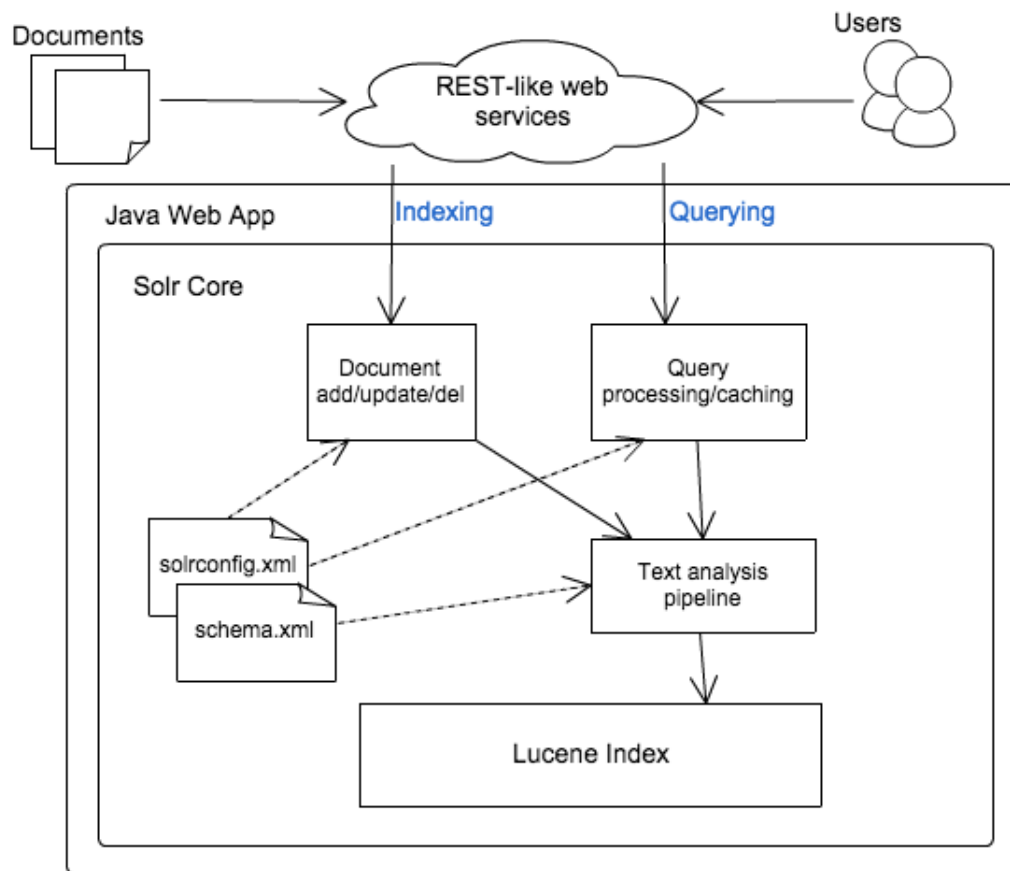 Documents
Users
REST-like web
services
Indexing
Querying
Java Web App
Solr Core
Document
add/update/del
Query
processing/caching
solrconfig.xml
schema.xml
Text analysis
pipeline
Lucene Index